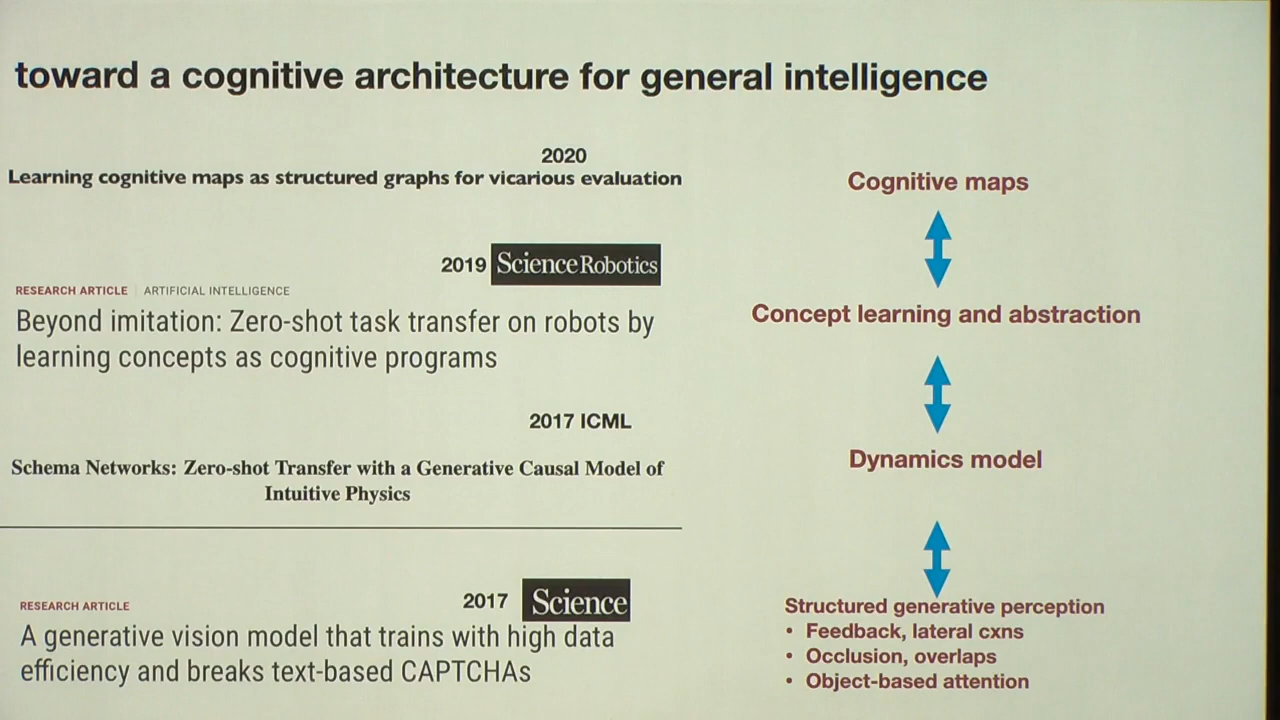 toward a cognitive architecture for general intelligence
2020
Learning cognitive maps as structured graphs for vicarious evaluation
2019 Science Robotics
RESEARCH ARTICLE | ARTIFICIAL INTELLIGENCE
Beyond imitation: Zero-shot task transfer on robots by
learning concepts as cognitive programs
2017 ICML
Schema Networks: Zero-shot Transfer with a Generative Causal Model of
Intuitive Physics
2017 Science
RESEARCH ARTICLE
A generative vision model that trains with high data
efficiency and breaks text-based CAPTCHAs
Cognitive maps
Concept learning and abstraction
Dynamics model
Structured generative perception
• Feedback, lateral cxns
• Occlusion, overlaps
• Object-based attention